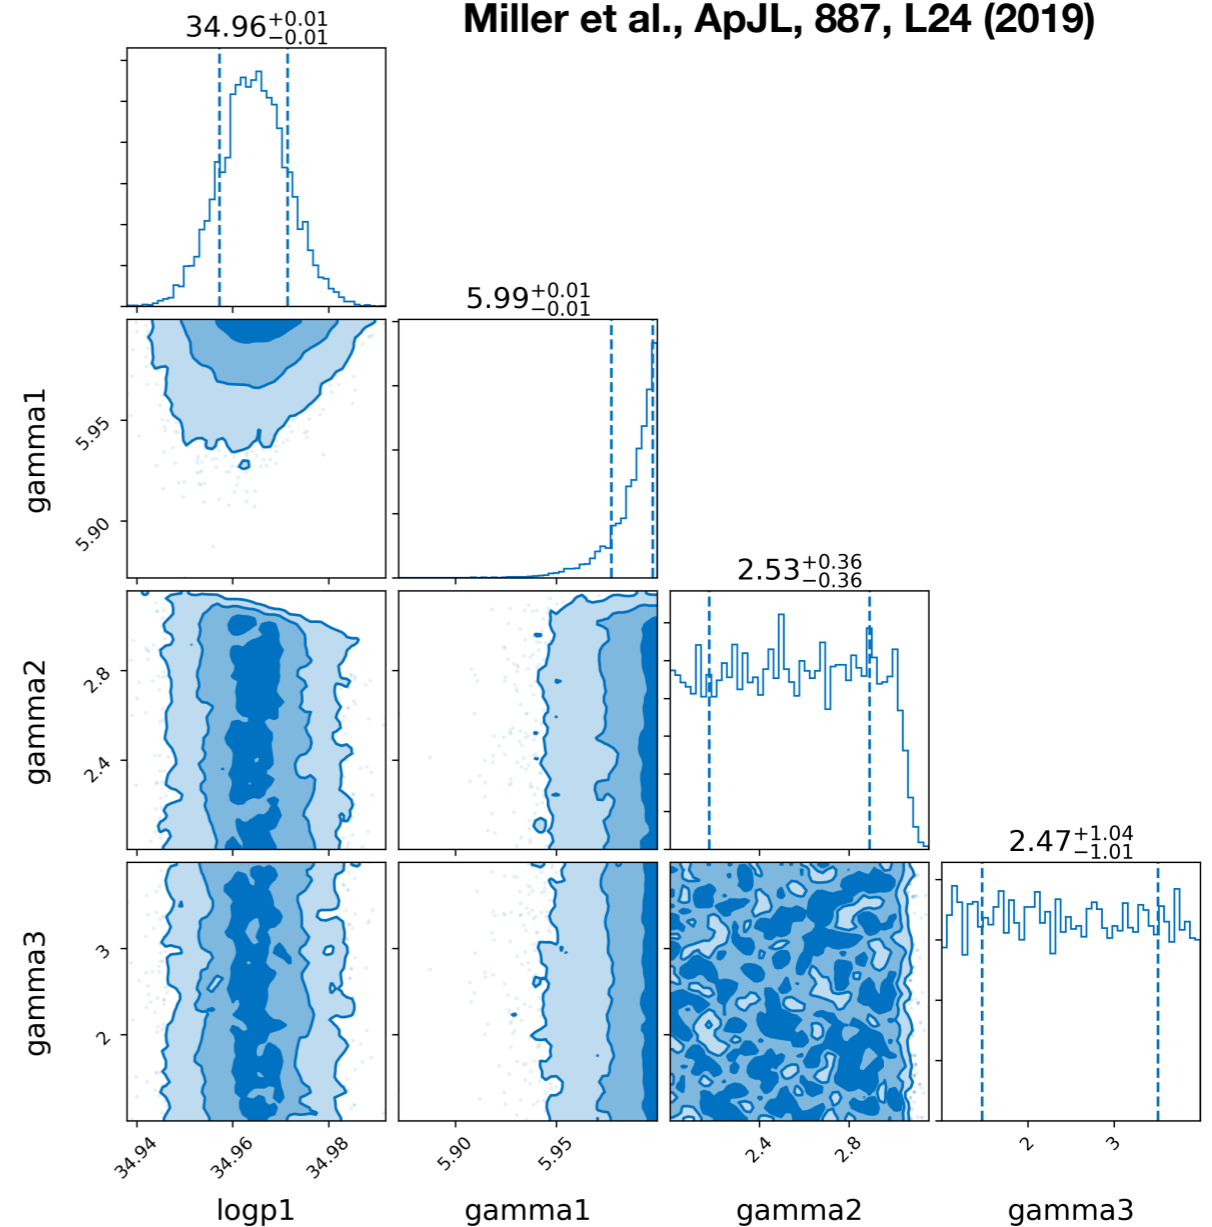 Miller et al., ApJL, 887, L24 (2019)
34.96+0.01
−0.01
5.99+0.01
−0.01
gamma1
5.95
5.90
2.53+0.36
−0.36
gamma2
2.8
2.4
2.47+1.04
−1.01
gamma3
3
2
34.94 34.96 34.98 5.90 5.95 2.4 2.8 2 3
logp1 gamma1 gamma2 gamma3